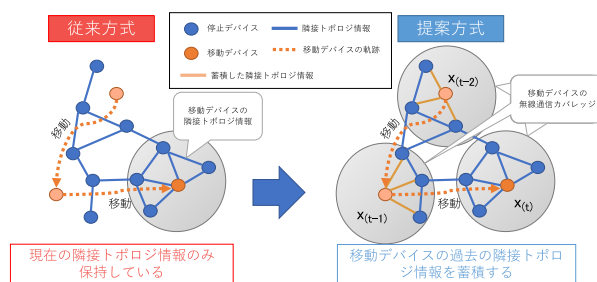 従来方式
停止デバイス
隣接トポロジ情報
移動デバイス
移動デバイスの軌跡
蓄積した隣接トポロジ情報
提案方式
移動デバイスの
隣接トポロジ情報
移動
移動
現在の隣接トポロジ情報のみ
保持している
X(t−2)
移動デバイスの
無線通信カバレッジ
移動
X(t−1)
移動
X(t)
移動デバイスの過去の隣接トポロ
ジ情報を蓄積する